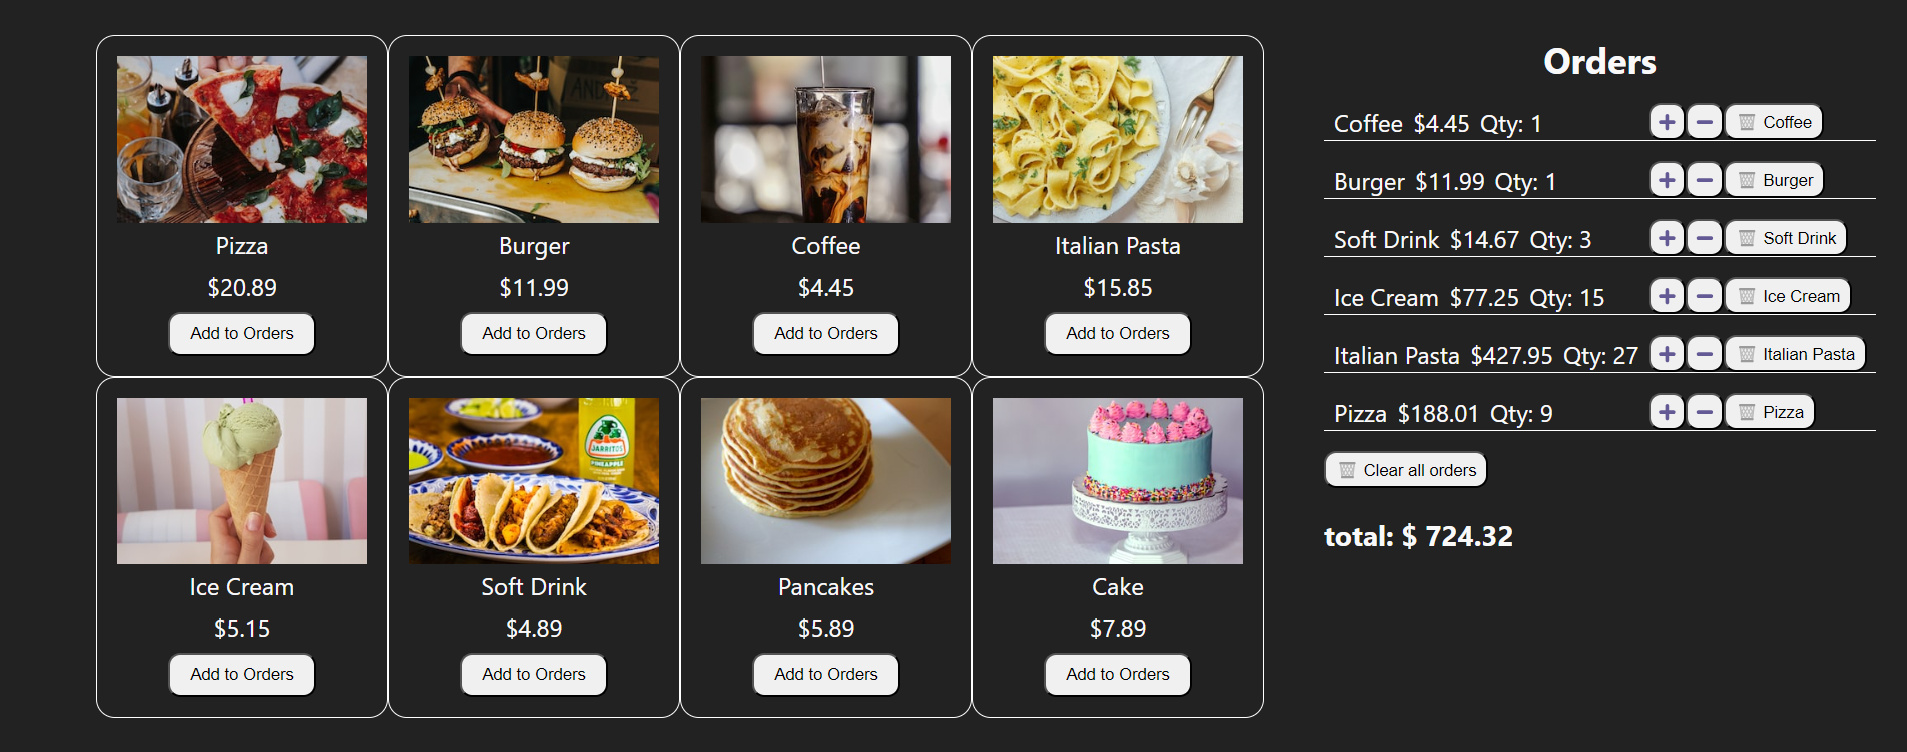 Pizza
$20.89
Add to Orders
Burger
$11.99
Add to Orders
Coffee
$4.45
Add to Orders
Italian Pasta
$15.85
Add to Orders
Ice Cream
$5.15
Add to Orders
JARRITOS
PINEAPPLE
Soft Drink
$4.89
Add to Orders
Pancakes
$5.89
Add to Orders
Cake
$7.89
Add to Orders
Orders
Coffee $4.45 Qty: 1 + − Coffee
Burger $11.99 Qty: 1 + − Burger
Soft Drink $14.67 Qty: 3 + − Soft Drink
Ice Cream $77.25 Qty: 15 + − Ice Cream
Italian Pasta $427.95 Qty: 27 + − Italian Pasta
Pizza $188.01 Qty: 9 + − Pizza
Clear all orders
total: $ 724.32